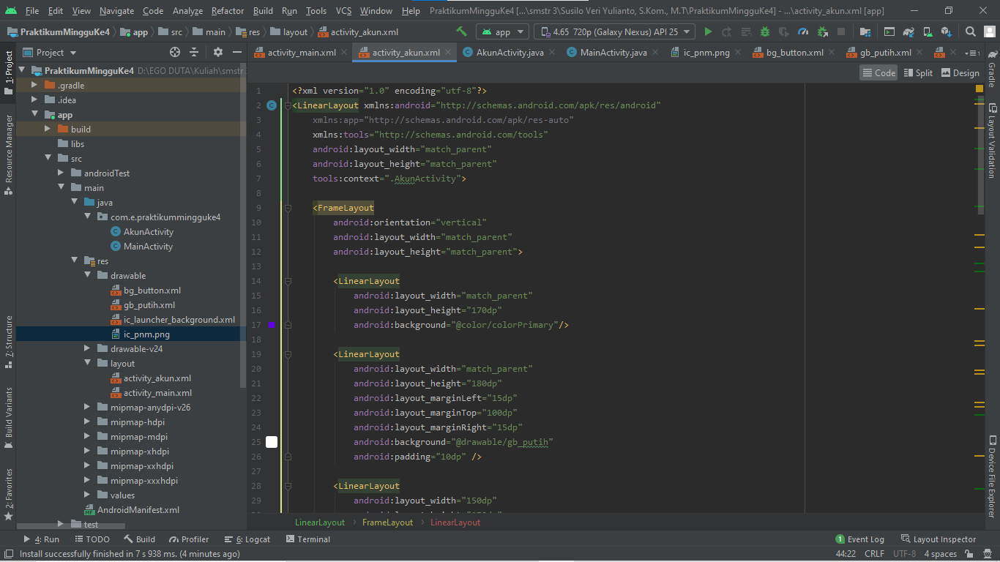 File Edit View Navigate Code Analyze Refactor Build Run Tools VCS Window Help PraktikumMingguKe4 [...\smstr 3\Susilo Veri Yulianto, S.Kom., M.T\PraktikumMingguKe4] - ...\activity_akun.xml [app]
PraktikumMingguKe4 app src main res layout activity_akun.xml app 4.65 720p (Galaxy Nexus) API 25
Project activity_main.xml activity_akun.xml AkunActivity.java MainActivity.java ic_pnm.png bg_button.xml gb_putih.xml
Code Split Design
1: Project
Resource Manager
7: Structure
Build Variants
2: Favorites
PraktikumMingguKe4 D:\EGO DUTA\Kuliah\smstr
.gradle
.idea
app
build
libs
src
androidTest
main
java
com.e.praktikummingguke4
AkunActivity
MainActivity
res
drawable
bg_button.xml
gb_putih.xml
ic_launcher_background.xml
ic_pnm.png
drawable-v24
layout
activity_akun.xml
activity_main.xml
mipmap-anydpi-v26
mipmap-hdpi
mipmap-mdpi
mipmap-xhdpi
mipmap-xxhdpi
mipmap-xxxhdpi
values
AndroidManifest.xml
test
1 <?xml version="1.0" encoding="utf-8"?>
2 <LinearLayout xmlns:android="http://schemas.android.com/apk/res/android"
3 xmlns:app="http://schemas.android.com/apk/res-auto"
4 xmlns:tools="http://schemas.android.com/tools"
5 android:layout_width="match_parent"
6 android:layout_height="match_parent"
7 tools:context=".AkunActivity">
8
9 <FrameLayout
10 android:orientation="vertical"
11 android:layout_width="match_parent"
12 android:layout_height="match_parent">
13
14 <LinearLayout
15 android:layout_width="match_parent"
16 android:layout_height="170dp"
17 android:background="@color/colorPrimary"/>
18
19 <LinearLayout
20 android:layout_width="match_parent"
21 android:layout_height="180dp"
22 android:layout_marginLeft="15dp"
23 android:layout_marginTop="100dp"
24 android:layout_marginRight="15dp"
25 android:background="@drawable/gb_putih"
26 android:padding="10dp" />
27
28 <LinearLayout
29 android:layout_width="150dp"
LinearLayout › FrameLayout › LinearLayout
Gradle
Layout Validation
Device File Explorer
4: Run TODO Build Profiler 6: Logcat Terminal 1 Event Log Layout Inspector
Install successfully finished in 7 s 938 ms. (4 minutes ago) 44:22 CRLF UTF-8 4 spaces